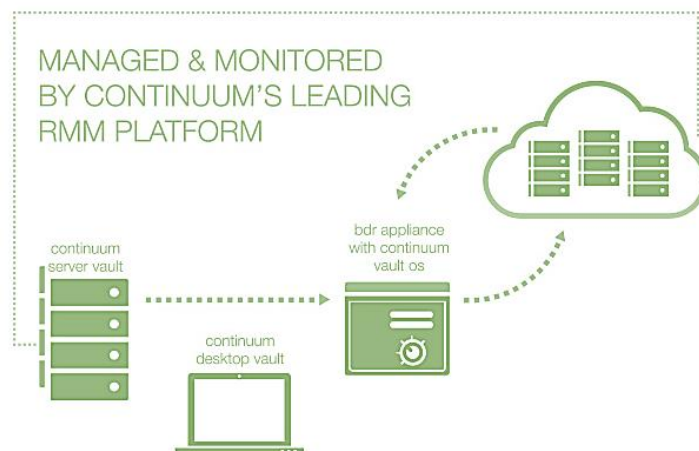 MANAGED & MONITORED
BY CONTINUUM'S LEADING
RMM PLATFORM
bdr appliance
with continuum
vault os
continuum
server vault
continuum
desktop vault